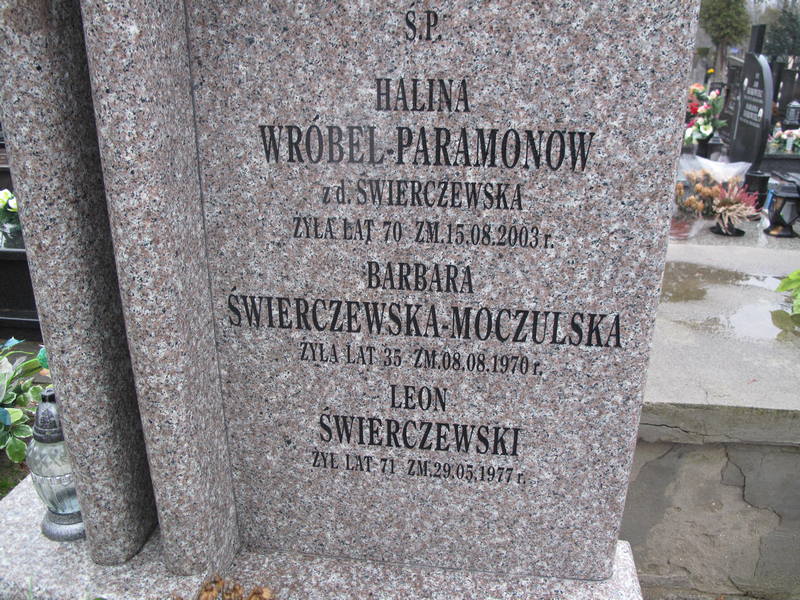 Ś.P.
HALINA
WRÓBEL-PARAMONOW
z d. ŚWIERCZEWSKA
ŻYŁA LAT 70 ZM.15.08.2003 r.
BARBARA
ŚWIERCZEWSKA-MOCZULSKA
ŻYŁA LAT 35 ZM.08.08.1970 r.
LEON
ŚWIERCZEWSKI
ŻYŁ LAT 71 ZM.29.05.1977 r.